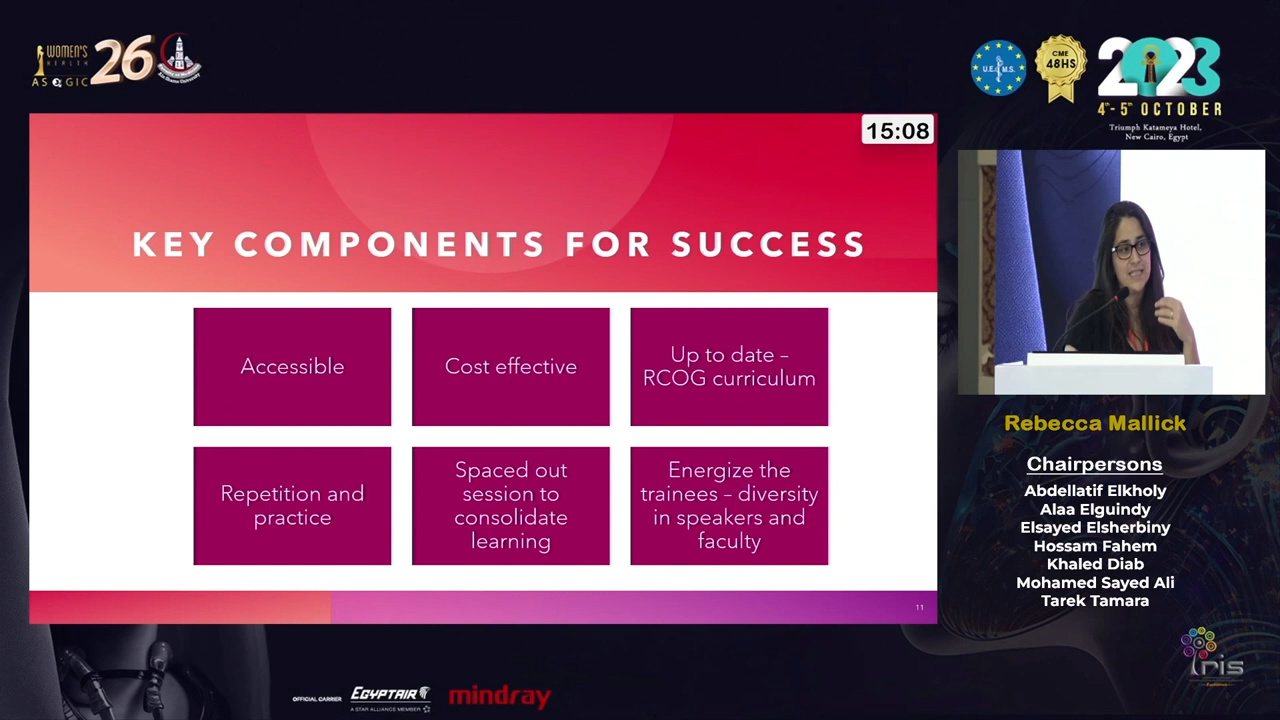 WOMEN'S
HEALTH
ASOGIC
26
U.E.M.S.
CME
48HS
2023
4th - 5th OCTOBER
Triumph Katameya Hotel,
New Cairo, Egypt
15:08
KEY COMPONENTS FOR SUCCESS
Accessible
Cost effective
Up to date –
RCOG curriculum
Repetition and
practice
Spaced out
session to
consolidate
learning
Energize the
trainees – diversity
in speakers and
faculty
11
Rebecca Mallick
Chairpersons
Abdellatif Elkholy
Alaa Elguindy
Elsayed Elsherbiny
Hossam Fahem
Khaled Diab
Mohamed Sayed Ali
Tarek Tamara
OFFICIAL CARRIER
EGYPTAIR
A STAR ALLIANCE MEMBER
mindray
Iris